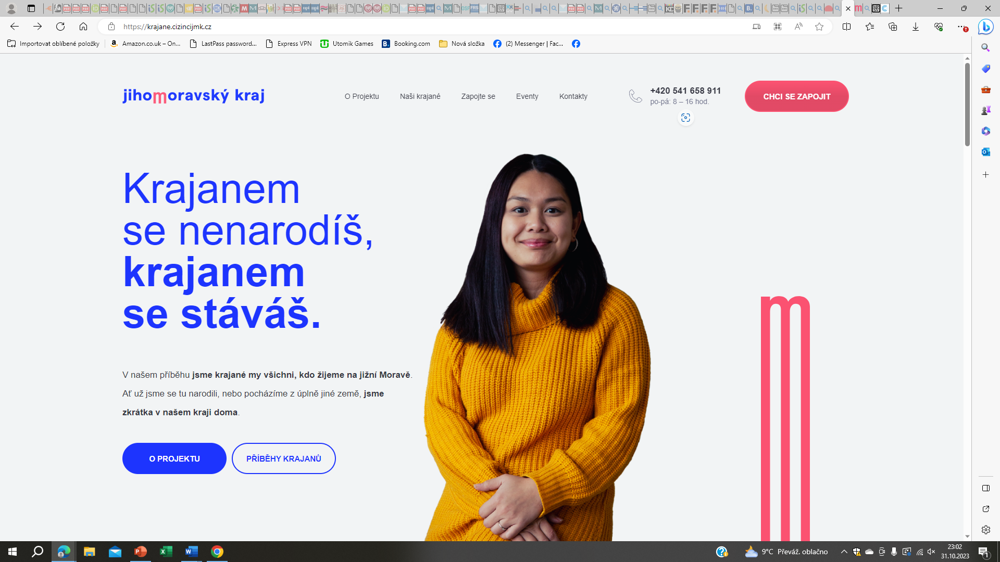 https://krajane.cizincijmk.cz
Importovat oblíbené položky
Amazon.co.uk – On...
LastPass password...
Express VPN
Utomik Games
Booking.com
Nová složka
(2) Messenger | Fac...
jihomoravský kraj
O Projektu
Naši krajané
Zapojte se
Eventy
Kontakty
+420 541 658 911
po-pá: 8 – 16 hod.
CHCI SE ZAPOJIT
Krajanem
se nenarodíš,
krajanem
se stáváš.
m
V našem příběhu jsme krajané my všichni, kdo žijeme na jižní Moravě.
Ať už jsme se tu narodili, nebo pocházíme z úplně jiné země, jsme
zkrátka v našem kraji doma.
O PROJEKTU
PŘÍBĚHY KRAJANŮ
9°C Převáž. oblačno
23:02
31.10.2023